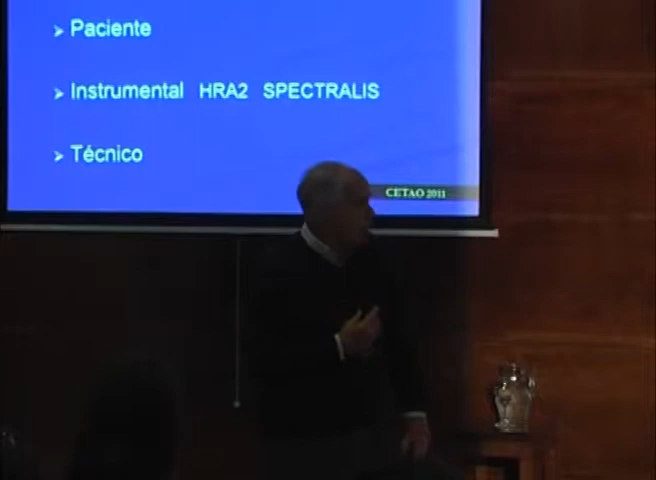 ➤ Paciente
➤ Instrumental HRA2 SPECTRALIS
➤ Técnico
CETAO 2011